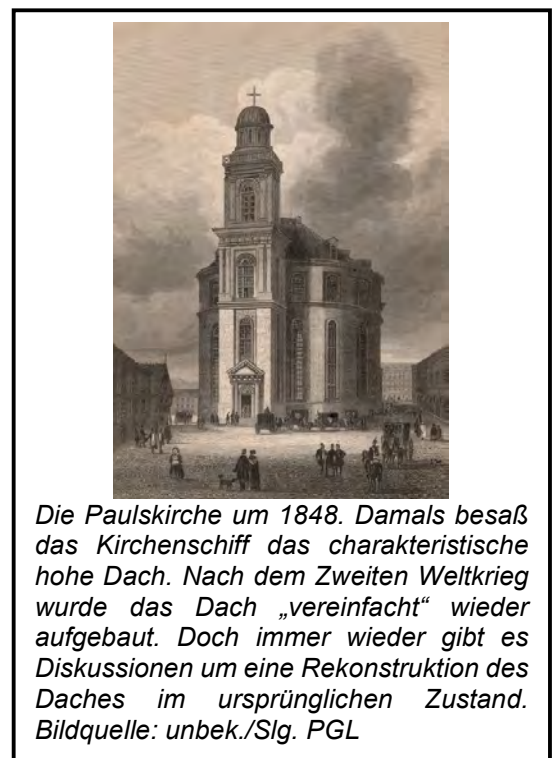 Die Paulskirche um 1848. Damals besaß
das Kirchenschiff das charakteristische
hohe Dach. Nach dem Zweiten Weltkrieg
wurde das Dach „vereinfacht“ wieder
aufgebaut. Doch immer wieder gibt es
Diskussionen um eine Rekonstruktion des
Daches im ursprünglichen Zustand.
Bildquelle: unbek./Slg. PGL